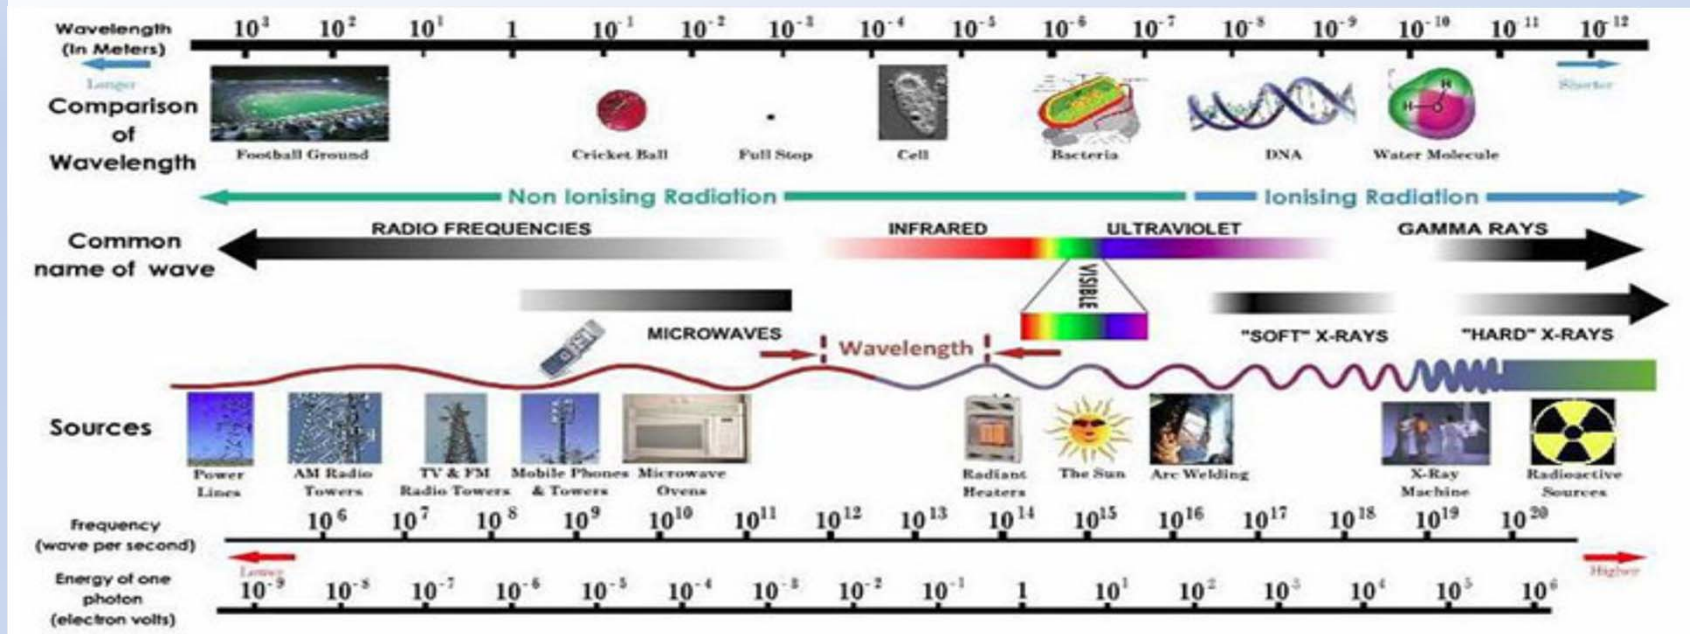 Wavelength
(In Meters)
10³ 10² 10¹ 1 10⁻¹ 10⁻² 10⁻³ 10⁻⁴ 10⁻⁵ 10⁻⁶ 10⁻⁷ 10⁻⁸ 10⁻⁹ 10⁻¹⁰ 10⁻¹¹ 10⁻¹²
Longer
Shorter
Comparison
of
Wavelength
H
H
O
Football Ground Cricket Ball Full Stop Cell Bacteria DNA Water Molecule
Non Ionising Radiation Ionising Radiation
Common
name of wave
RADIO FREQUENCIES INFRARED ULTRAVIOLET GAMMA RAYS
VISIBLE
MICROWAVES "SOFT" X-RAYS "HARD" X-RAYS
Wavelength
Sources
Power
Lines
AM Radio
Towers
TV & FM
Radio Towers
Mobile Phones
& Towers
Microwave
Ovens
Radiant
Heaters
The Sun
Arc Welding
X-Ray
Machine
Radioactive
Sources
Frequency
(wave per second)
10⁶ 10⁷ 10⁸ 10⁹ 10¹⁰ 10¹¹ 10¹² 10¹³ 10¹⁴ 10¹⁵ 10¹⁶ 10¹⁷ 10¹⁸ 10¹⁹ 10²⁰
Lower
Higher
Energy of one
photon
(electron volts)
10⁻⁹ 10⁻⁸ 10⁻⁷ 10⁻⁶ 10⁻⁵ 10⁻⁴ 10⁻³ 10⁻² 10⁻¹ 1 10¹ 10² 10³ 10⁴ 10⁵ 10⁶